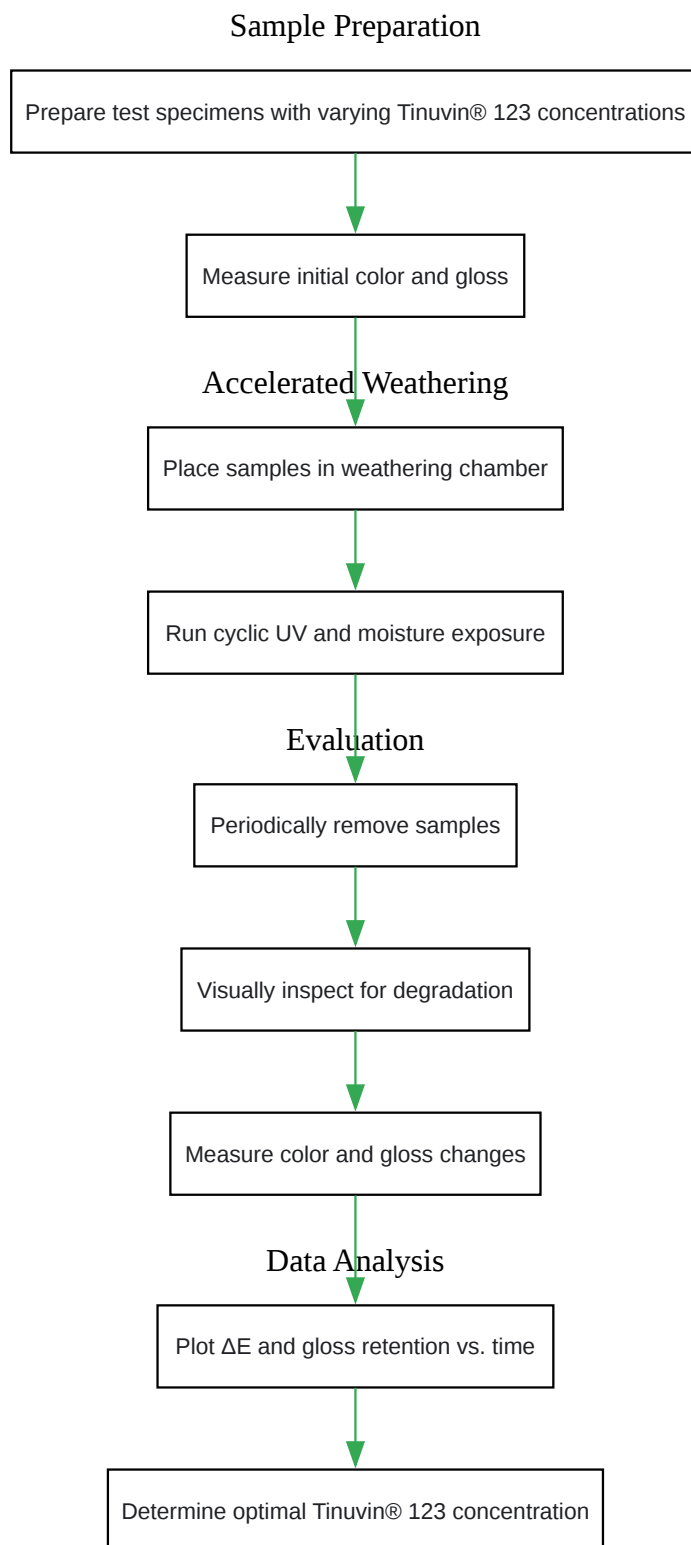 Sample Preparation
Prepare test specimens with varying Tinuvin® 123 concentrations
Measure initial color and gloss
Accelerated Weathering
Place samples in weathering chamber
Run cyclic UV and moisture exposure
Evaluation
Periodically remove samples
Visually inspect for degradation
Measure color and gloss changes
Data Analysis
Plot ΔE and gloss retention vs. time
Determine optimal Tinuvin® 123 concentration